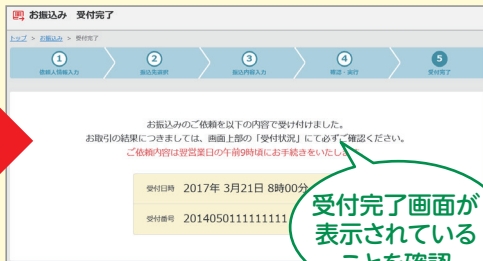 お振込み 受付完了
トップ > お振込み > 受付完了
1 2 3 4 5
依頼人情報入力 振込先選択 振込内容入力 確認・実行 受付完了
お振込みのご依頼を以下の内容で受け付けました。
お取引の結果につきましては、画面上部の「受付状況」にて必ずご確認ください。
ご依頼内容は翌営業日の午前9時頃にお手続きをいたし
受付日時 2017年 3月21日 8時00分
受付番号 2014050111111111
受付完了画面が
表示されている
ことを確認